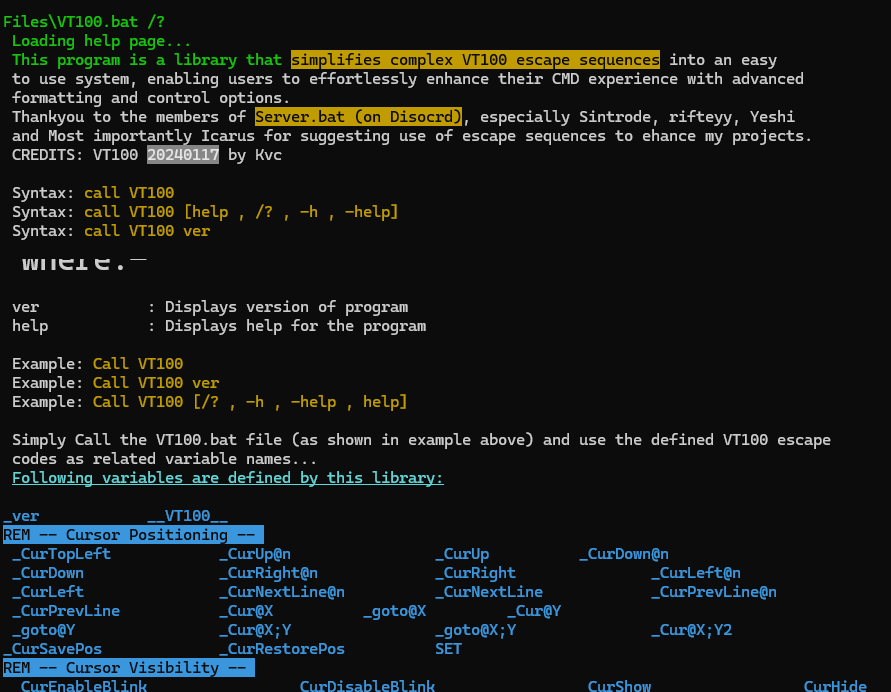 Files\VT100.bat /?
Loading help page...
This program is a library that simplifies complex VT100 escape sequences into an easy
to use system, enabling users to effortlessly enhance their CMD experience with advanced
formatting and control options.
Thankyou to the members of Server.bat (on Disocrd), especially Sintrode, rifteyy, Yeshi
and Most importantly Icarus for suggesting use of escape sequences to ehance my projects.
CREDITS: VT100 20240117 by Kvc
Syntax: call VT100
Syntax: call VT100 [help , /? , -h , -help]
Syntax: call VT100 ver
where:-
ver : Displays version of program
help : Displays help for the program
Example: Call VT100
Example: Call VT100 ver
Example: Call VT100 [/? , -h , -help , help]
Simply Call the VT100.bat file (as shown in example above) and use the defined VT100 escape
codes as related variable names...
Following variables are defined by this library:
_ver __VT100__
REM -- Cursor Positioning --
_CurTopLeft _CurUp@n _CurUp _CurDown@n
_CurDown _CurRight@n _CurRight _CurLeft@n
_CurLeft _CurNextLine@n _CurNextLine _CurPrevLine@n
_CurPrevLine _Cur@X _goto@X _Cur@Y
_goto@Y _Cur@X;Y _goto@X;Y _Cur@X;Y2
_CurSavePos _CurRestorePos SET
REM -- Cursor Visibility --
_CurEnableBlink _CurDisableBlink _CurShow _CurHide